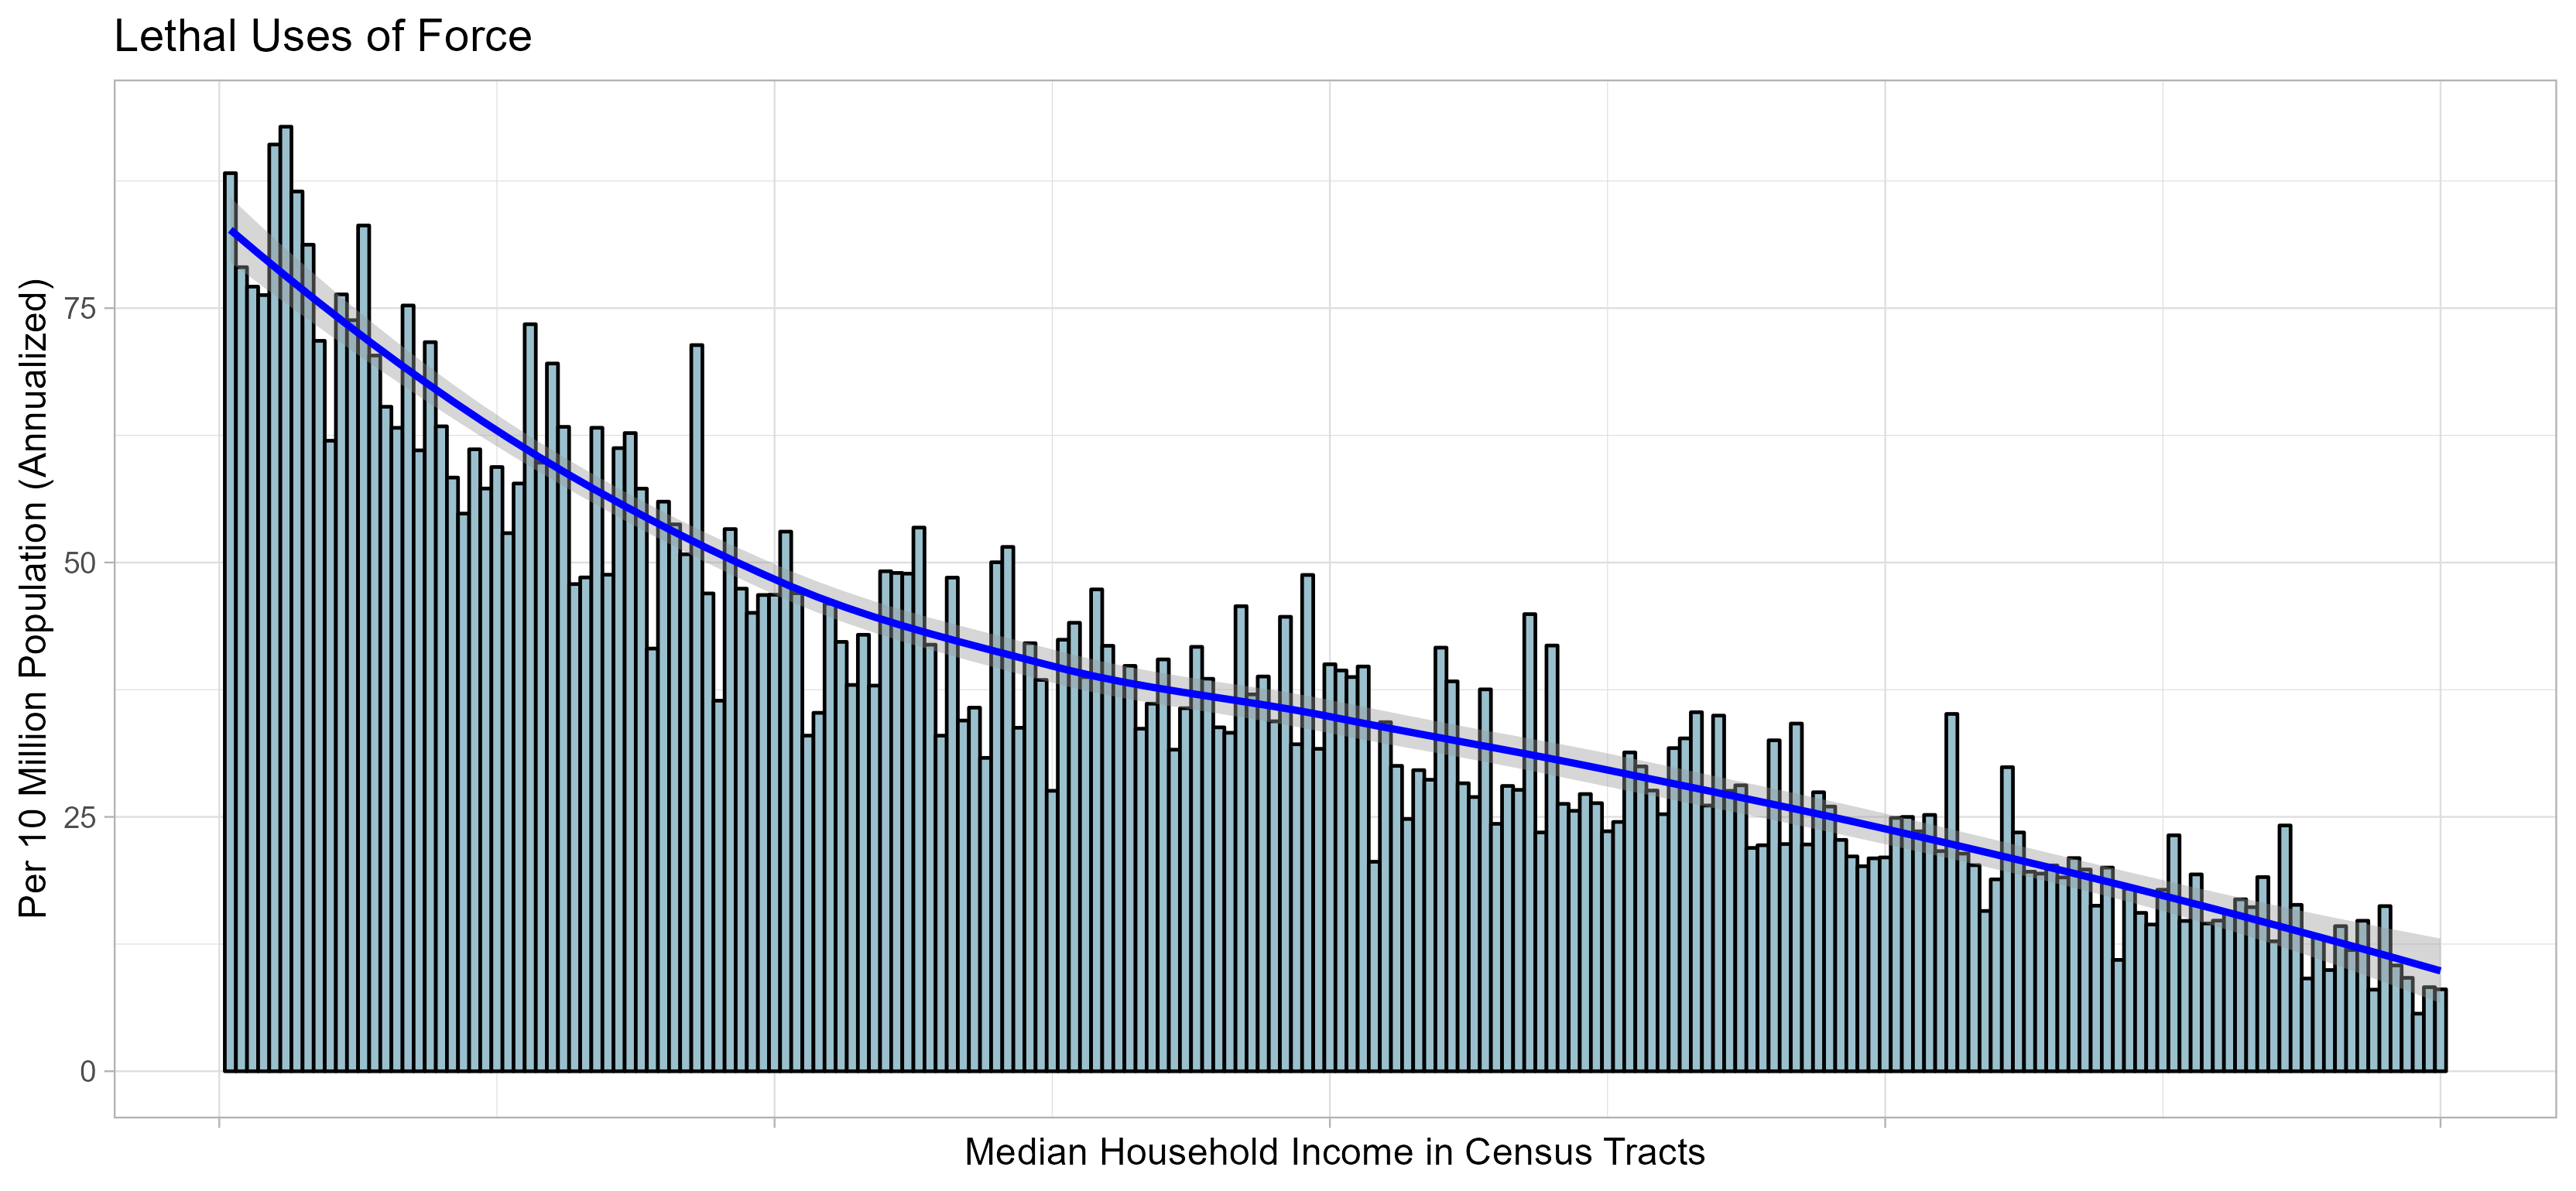 Lethal Uses of Force
Per 10 Million Population (Annualized)
75
50
25
0
Median Household Income in Census Tracts